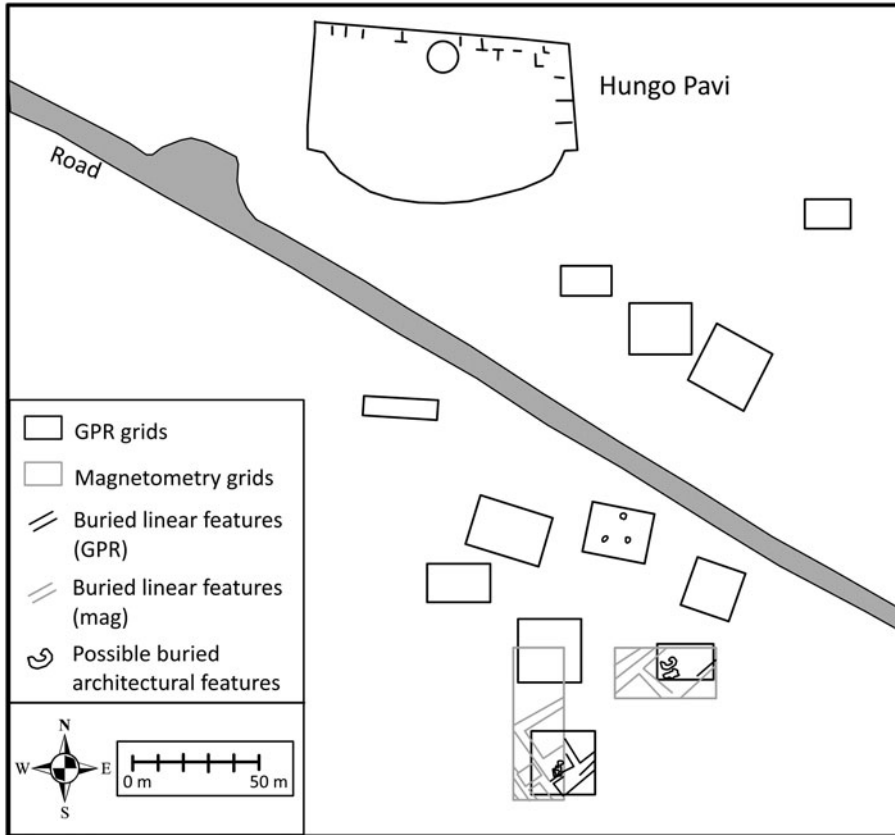 Hungo Pavi
Road
GPR grids
Magnetometry grids
Buried linear features
(GPR)
Buried linear features
(mag)
Possible buried
architectural features
N
W E
S
0 m 50 m